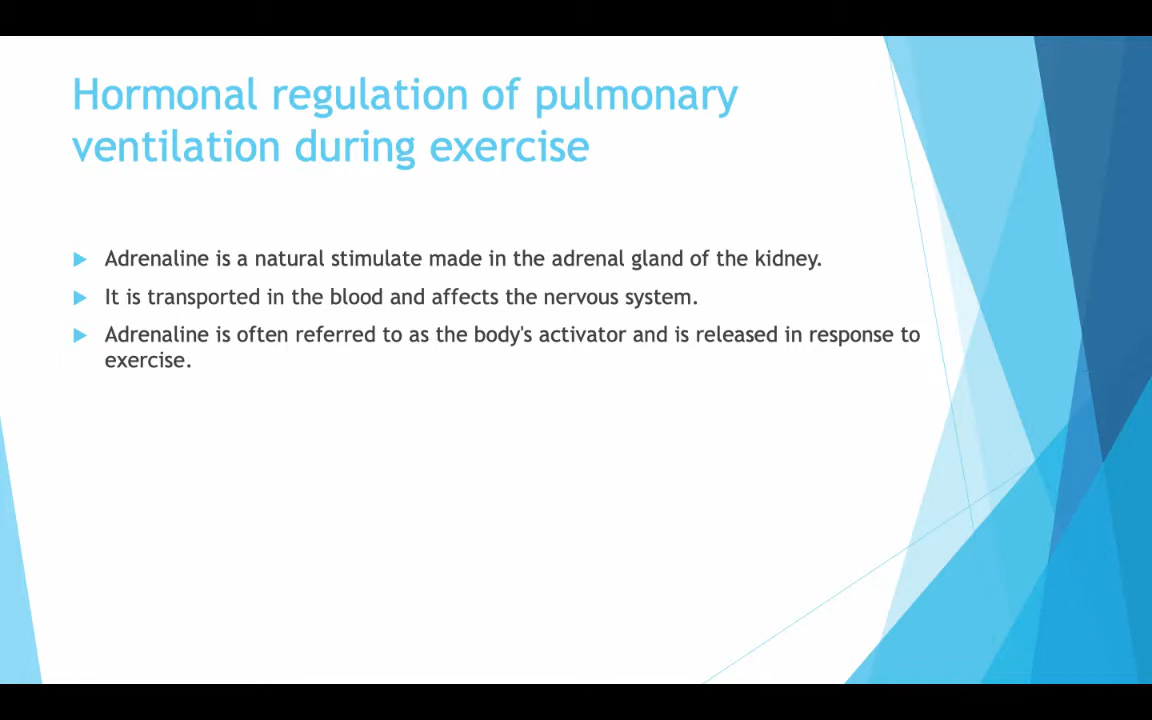 Hormonal regulation of pulmonary
ventilation during exercise
Adrenaline is a natural stimulate made in the adrenal gland of the kidney.
It is transported in the blood and affects the nervous system.
Adrenaline is often referred to as the body's activator and is released in response to
exercise.